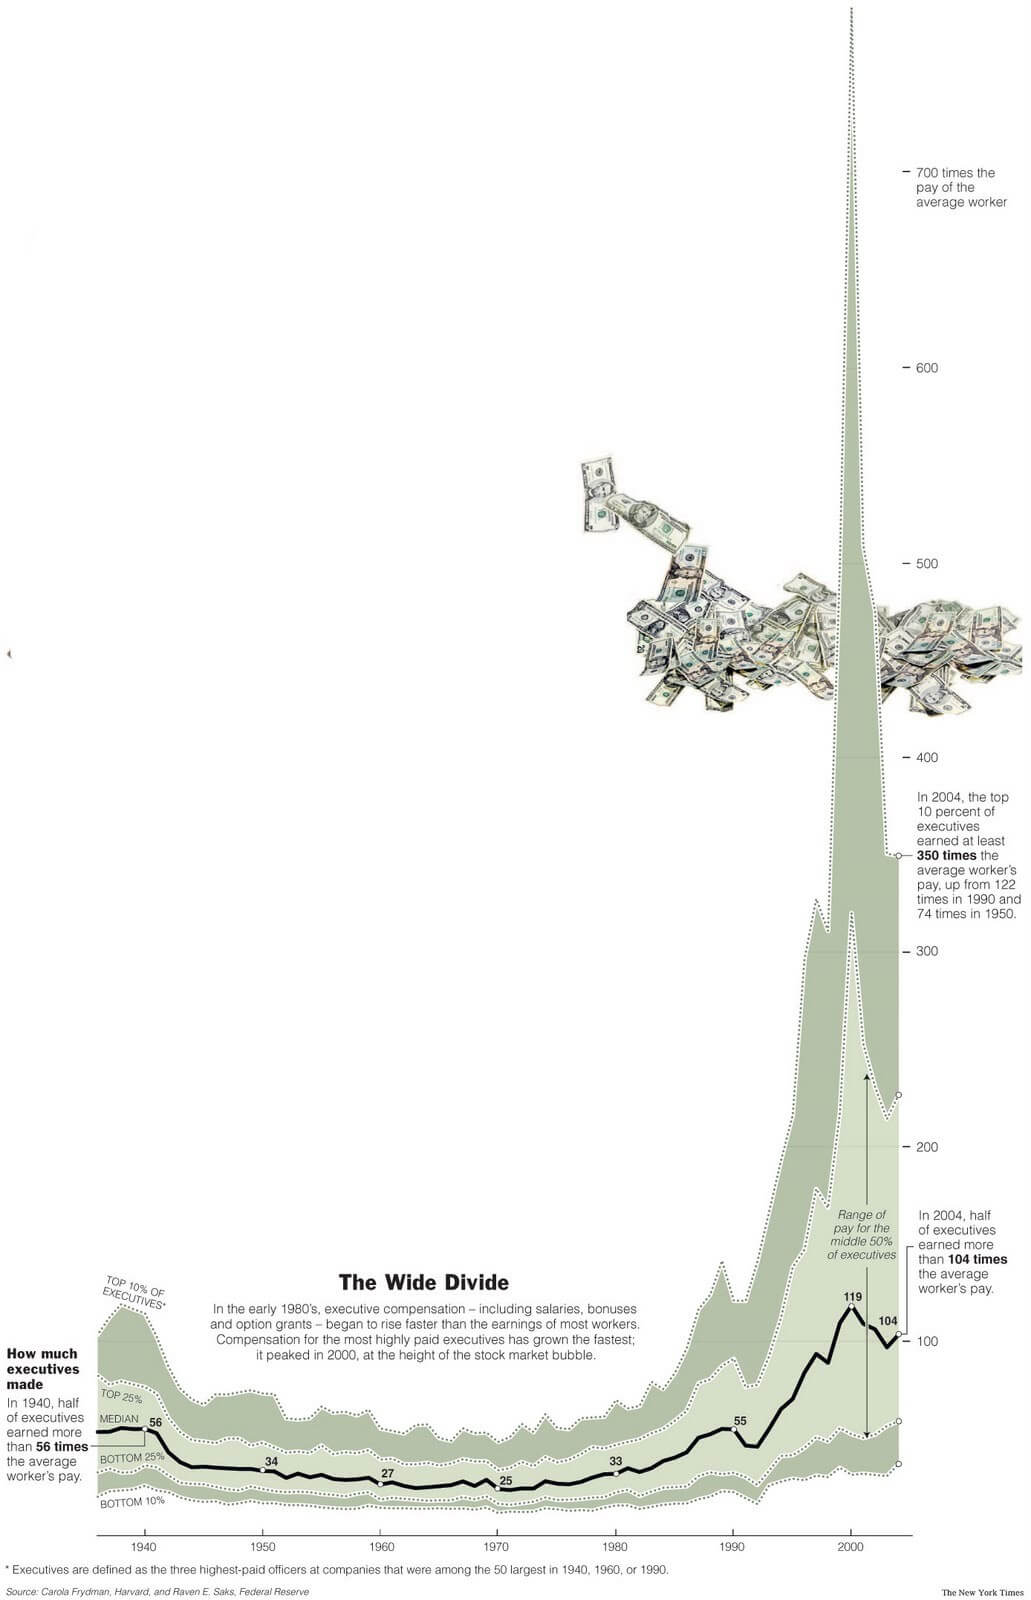 700 times the
pay of the
average worker
600
500
400
In 2004, the top
10 percent of
executives
earned at least
350 times the
average worker's
pay, up from 122
times in 1990 and
74 times in 1950.
300
200
Range of
pay for the
middle 50%
of executives
In 2004, half
of executives
earned more
than 104 times
the average
worker's pay.
119
104
100
The Wide Divide
In the early 1980's, executive compensation – including salaries, bonuses
and option grants – began to rise faster than the earnings of most workers.
Compensation for the most highly paid executives has grown the fastest;
it peaked in 2000, at the height of the stock market bubble.
TOP 10% OF
EXECUTIVES*
How much
executives
made
In 1940, half
of executives
earned more
than 56 times
the average
worker's pay.
TOP 25%
MEDIAN
56
BOTTOM 25%
BOTTOM 10%
34
27
25
33
55
1940
1950
1960
1970
1980
1990
2000
* Executives are defined as the three highest-paid officers at companies that were among the 50 largest in 1940, 1960, or 1990.
Source: Carola Frydman, Harvard, and Raven E. Saks, Federal Reserve
The New York Times